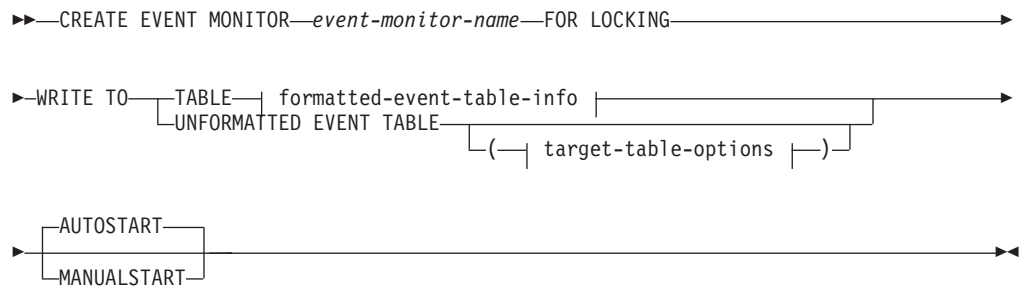 CREATE EVENT MONITOR event-monitor-name FOR LOCKING
WRITE TO TABLE formatted-event-table-info
UNFORMATTED EVENT TABLE
( target-table-options )
AUTOSTART
MANUALSTART